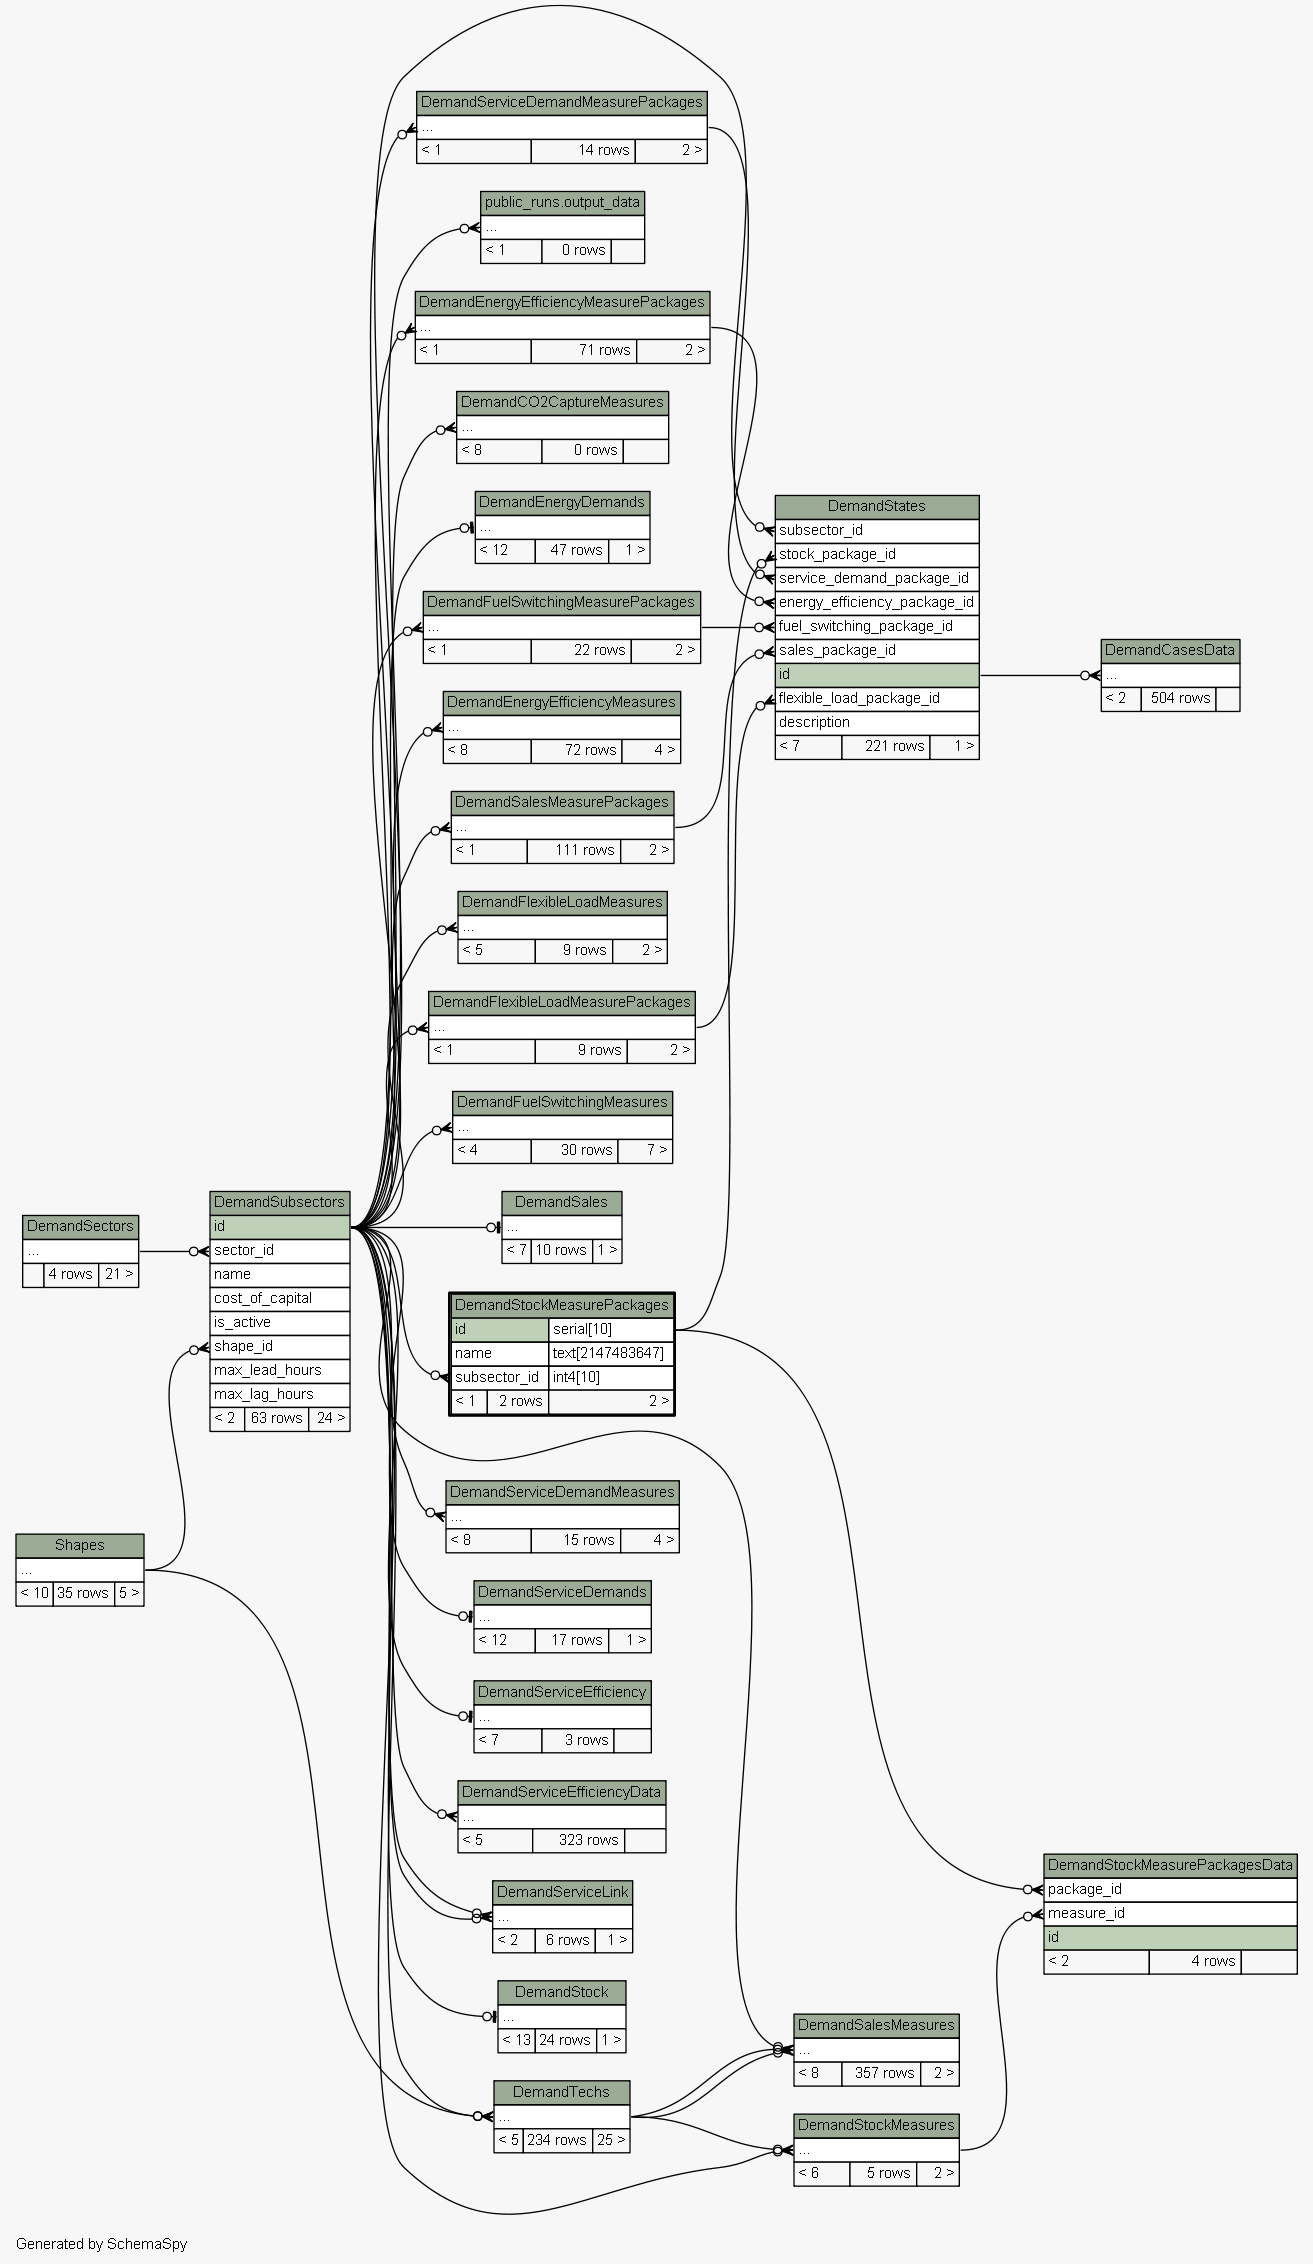 DemandServiceDemandMeasurePackages
...
< 1 14 rows 2 >
public_runs.output_data
...
< 1 0 rows
DemandEnergyEfficiencyMeasurePackages
...
< 1 71 rows 2 >
DemandCO2CaptureMeasures
...
< 8 0 rows
DemandEnergyDemands
...
< 12 47 rows 1 >
DemandFuelSwitchingMeasurePackages
...
< 1 22 rows 2 >
DemandEnergyEfficiencyMeasures
...
< 8 72 rows 4 >
DemandSalesMeasurePackages
...
< 1 111 rows 2 >
DemandFlexibleLoadMeasures
...
< 5 9 rows 2 >
DemandFlexibleLoadMeasurePackages
...
< 1 9 rows 2 >
DemandFuelSwitchingMeasures
...
< 4 30 rows 7 >
DemandStates
subsector_id
stock_package_id
service_demand_package_id
energy_efficiency_package_id
fuel_switching_package_id
sales_package_id
id
flexible_load_package_id
description
< 7 221 rows 1 >
DemandCasesData
...
< 2 504 rows
DemandSectors
...
4 rows 21 >
DemandSubsectors
id
sector_id
name
cost_of_capital
is_active
shape_id
max_lead_hours
max_lag_hours
< 2 63 rows 24 >
DemandSales
...
< 7 10 rows 1 >
DemandStockMeasurePackages
id serial[10]
name text[2147483647]
subsector_id int4[10]
< 1 2 rows 2 >
Shapes
...
< 10 35 rows 5 >
DemandServiceDemandMeasures
...
< 8 15 rows 4 >
DemandServiceDemands
...
< 12 17 rows 1 >
DemandServiceEfficiency
...
< 7 3 rows
DemandServiceEfficiencyData
...
< 5 323 rows
DemandServiceLink
...
< 2 6 rows 1 >
DemandStock
...
< 13 24 rows 1 >
DemandTechs
...
< 5 234 rows 25 >
DemandStockMeasurePackagesData
package_id
measure_id
id
< 2 4 rows
DemandSalesMeasures
...
< 8 357 rows 2 >
DemandStockMeasures
...
< 6 5 rows 2 >
Generated by SchemaSpy